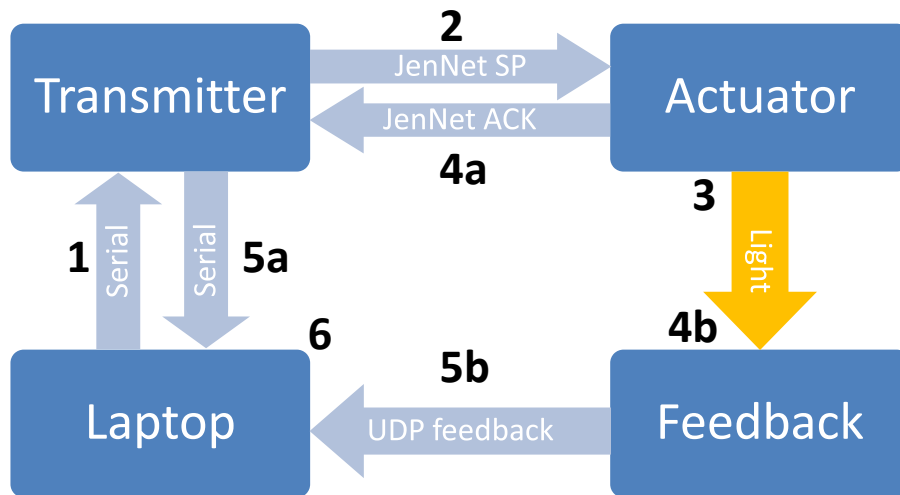 2
Transmitter
JenNet SP
Actuator
JenNet ACK
4a
3
1
Serial
Serial
5a
Light
6
4b
5b
Laptop
UDP feedback
Feedback